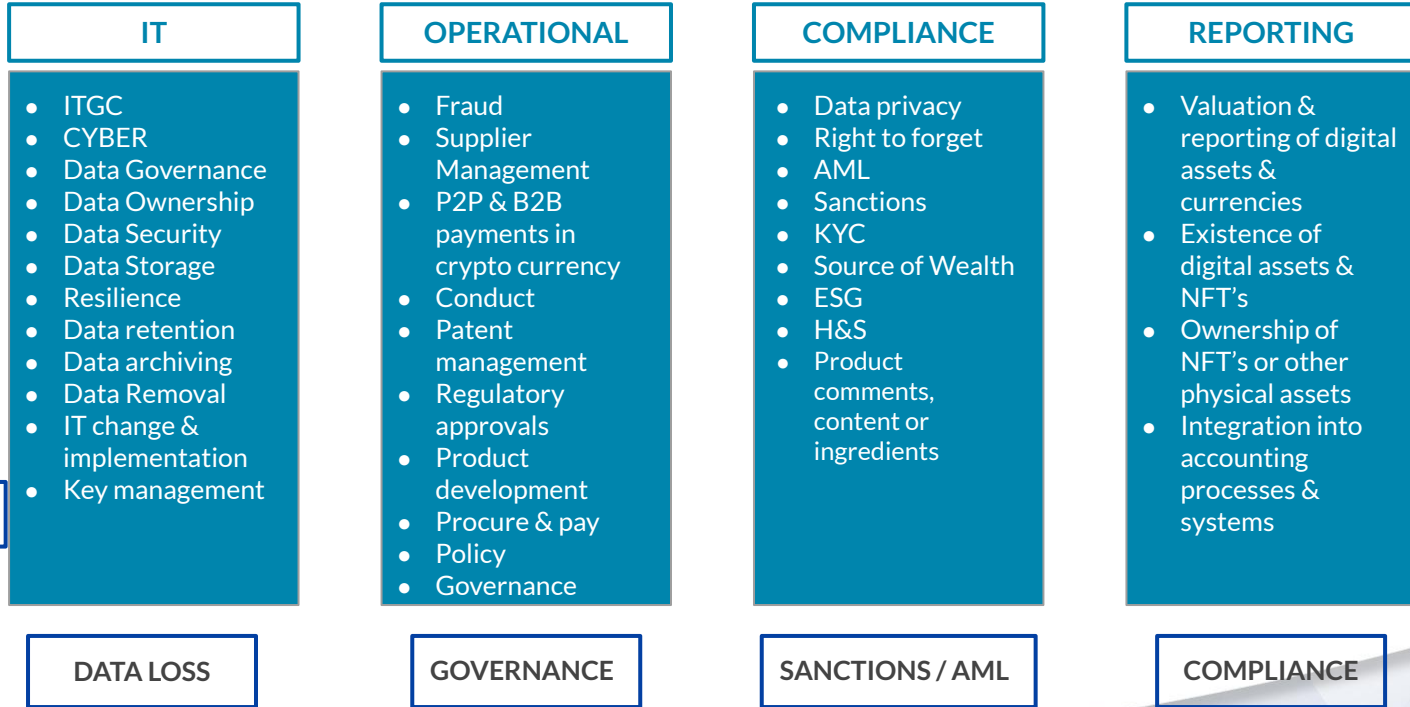 IT
● ITGC
● CYBER
● Data Governance
● Data Ownership
● Data Security
● Data Storage
● Resilience
● Data retention
● Data archiving
● Data Removal
● IT change &
implementation
● Key management
DATA LOSS
OPERATIONAL
● Fraud
● Supplier
Management
● P2P & B2B
payments in
crypto currency
● Conduct
● Patent
management
● Regulatory
approvals
● Product
development
● Procure & pay
● Policy
● Governance
GOVERNANCE
COMPLIANCE
● Data privacy
● Right to forget
● AML
● Sanctions
● KYC
● Source of Wealth
● ESG
● H&S
● Product
comments,
content or
ingredients
SANCTIONS / AML
REPORTING
● Valuation &
reporting of digital
assets &
currencies
● Existence of
digital assets &
NFT’s
● Ownership of
NFT’s or other
physical assets
● Integration into
accounting
processes &
systems
COMPLIANCE